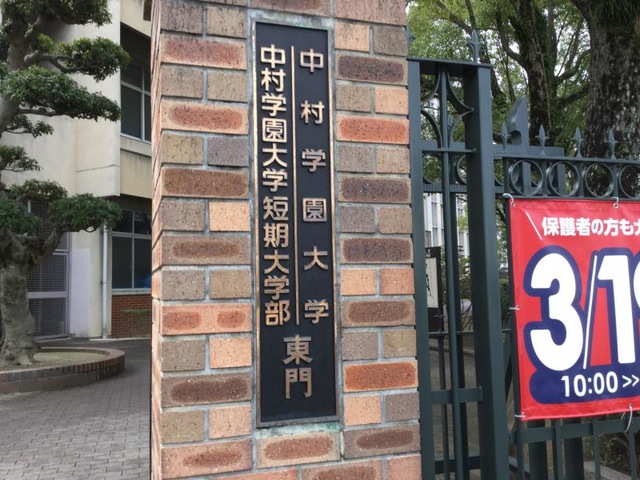 中村学園大学
中村学園大学短期大学部
東門
保護者の方も
3/19
10:00 >>